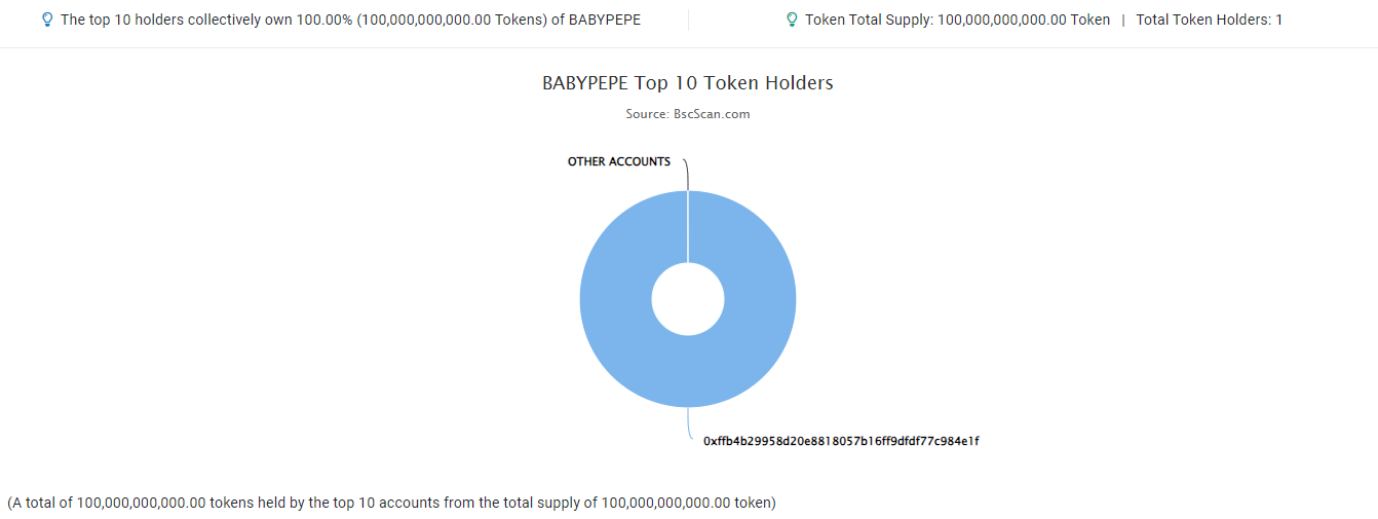 The top 10 holders collectively own 100.00% (100,000,000,000.00 Tokens) of BABYPEPE
Token Total Supply: 100,000,000,000.00 Token | Total Token Holders: 1
BABYPEPE Top 10 Token Holders
Source: BscScan.com
OTHER ACCOUNTS
0xffb4b29958d20e8818057b16ff9dfdf77c984e1f
(A total of 100,000,000,000.00 tokens held by the top 10 accounts from the total supply of 100,000,000,000.00 token)